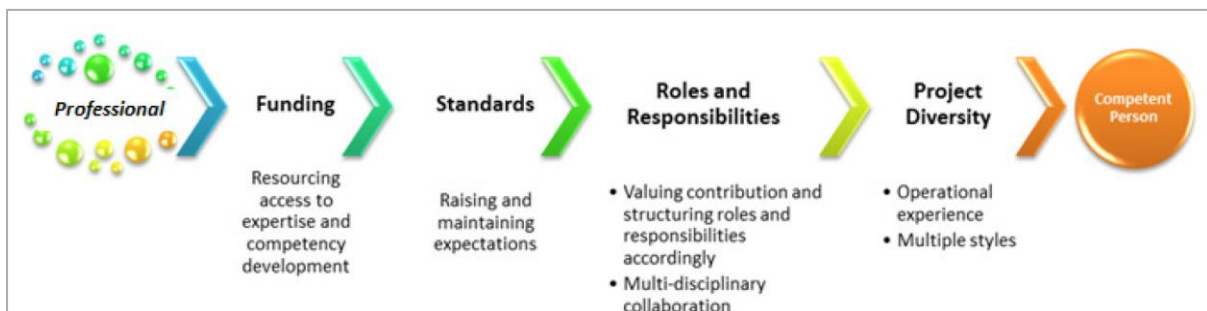 Professional
Funding
Resourcing
access to
expertise and
competency
development
Standards
Raising and
maintaining
expectations
Roles and
Responsibilities
• Valuing contribution and
structuring roles and
responsibilities
accordingly
• Multi-disciplinary
collaboration
Project
Diversity
• Operational
experience
• Multiple styles
Competent
Person